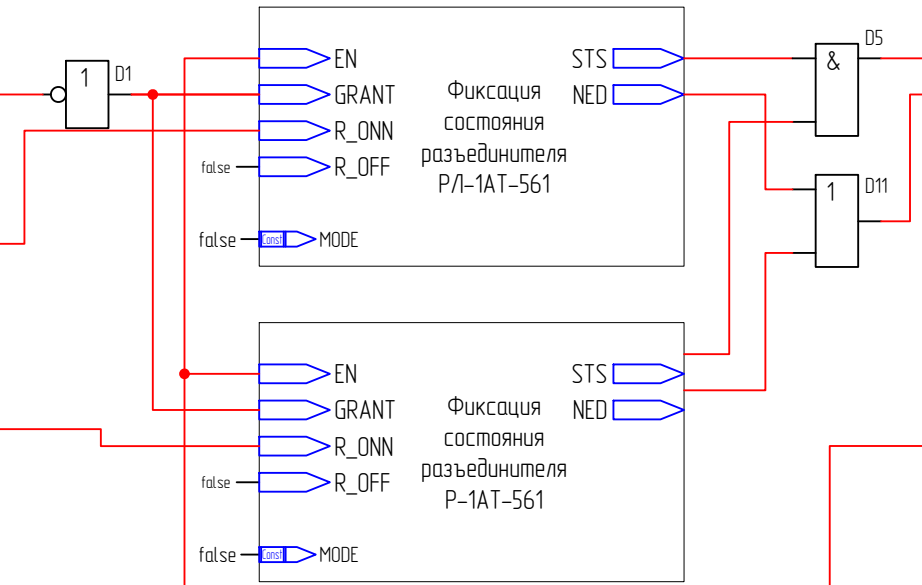 1 D1
EN
GRANT
R_ONN
false R_OFF
false Const MODE
Фиксация
состояния
разъединителя
РЛ-1АТ-561
STS
NED
& D5
1 D11
EN
GRANT
R_ONN
false R_OFF
false Const MODE
Фиксация
состояния
разъединителя
Р-1АТ-561
STS
NED